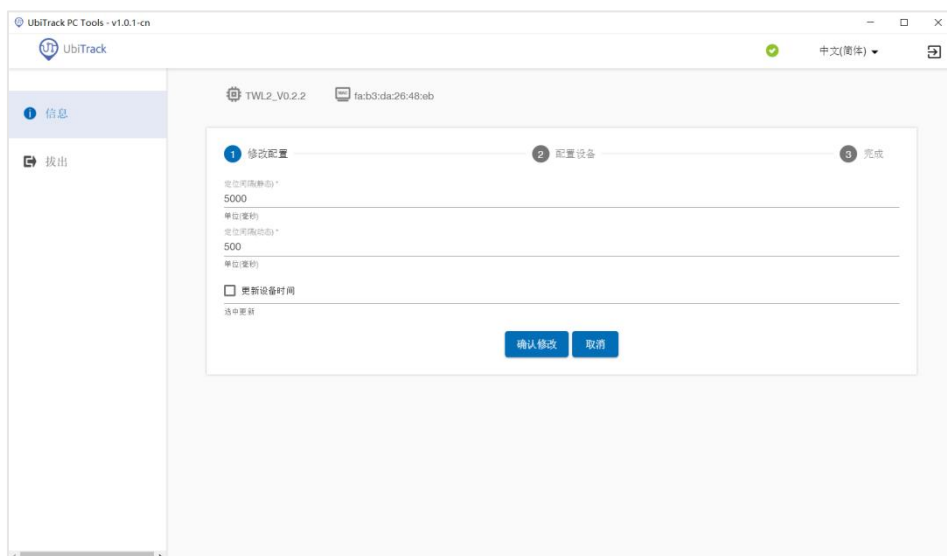 UbiTrack PC Tools - v1.0.1-cn
UbiTrack
中文(简体)
信息
拔出
TWL2_V0.2.2
fa:b3:da:26:48:eb
1 修改配置
2 配置设备
3 完成
定位间隔(静态) *
5000
单位(毫秒)
定位间隔(动态) *
500
单位(毫秒)
更新设备时间
选中更新
确认修改
取消